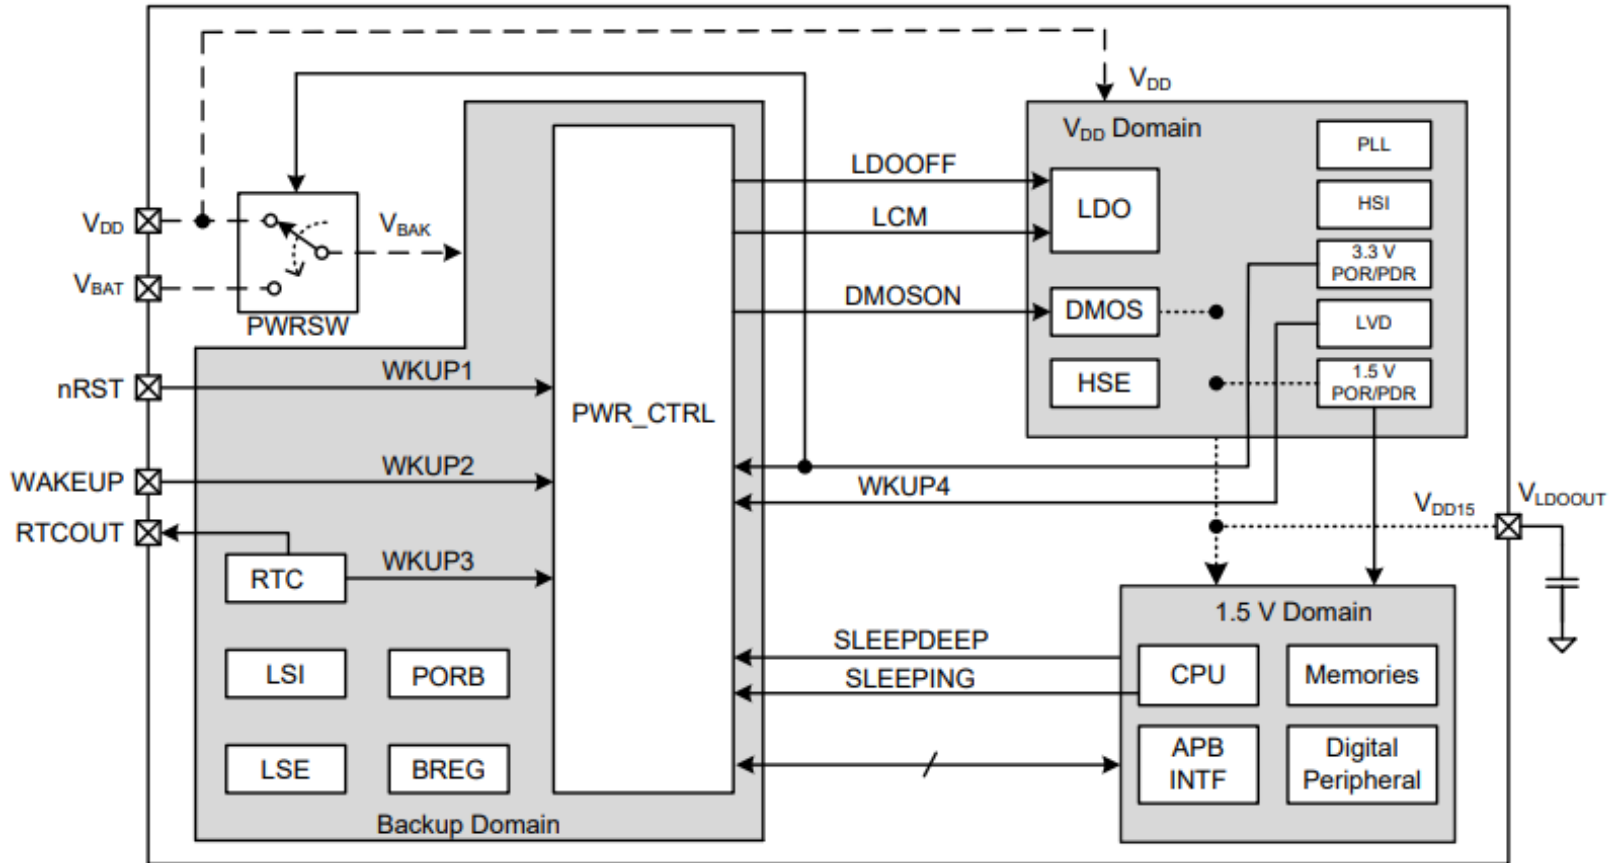 VDD
VDD Domain
PLL
LDOOFF
LDO
HSI
LCM
VDD
VBAK
3.3 V
POR/PDR
VBAT
DMOSON
DMOS
LVD
PWRSW
WKUP1
nRST
HSE
1.5 V
POR/PDR
PWR_CTRL
WKUP2
WAKEUP
WKUP4
VDD15
VLDOOUT
RTCOUT
RTC
WKUP3
1.5 V Domain
SLEEPDEEP
LSI
PORB
SLEEPING
CPU
Memories
LSE
BREG
APB
INTF
Digital
Peripheral
Backup Domain